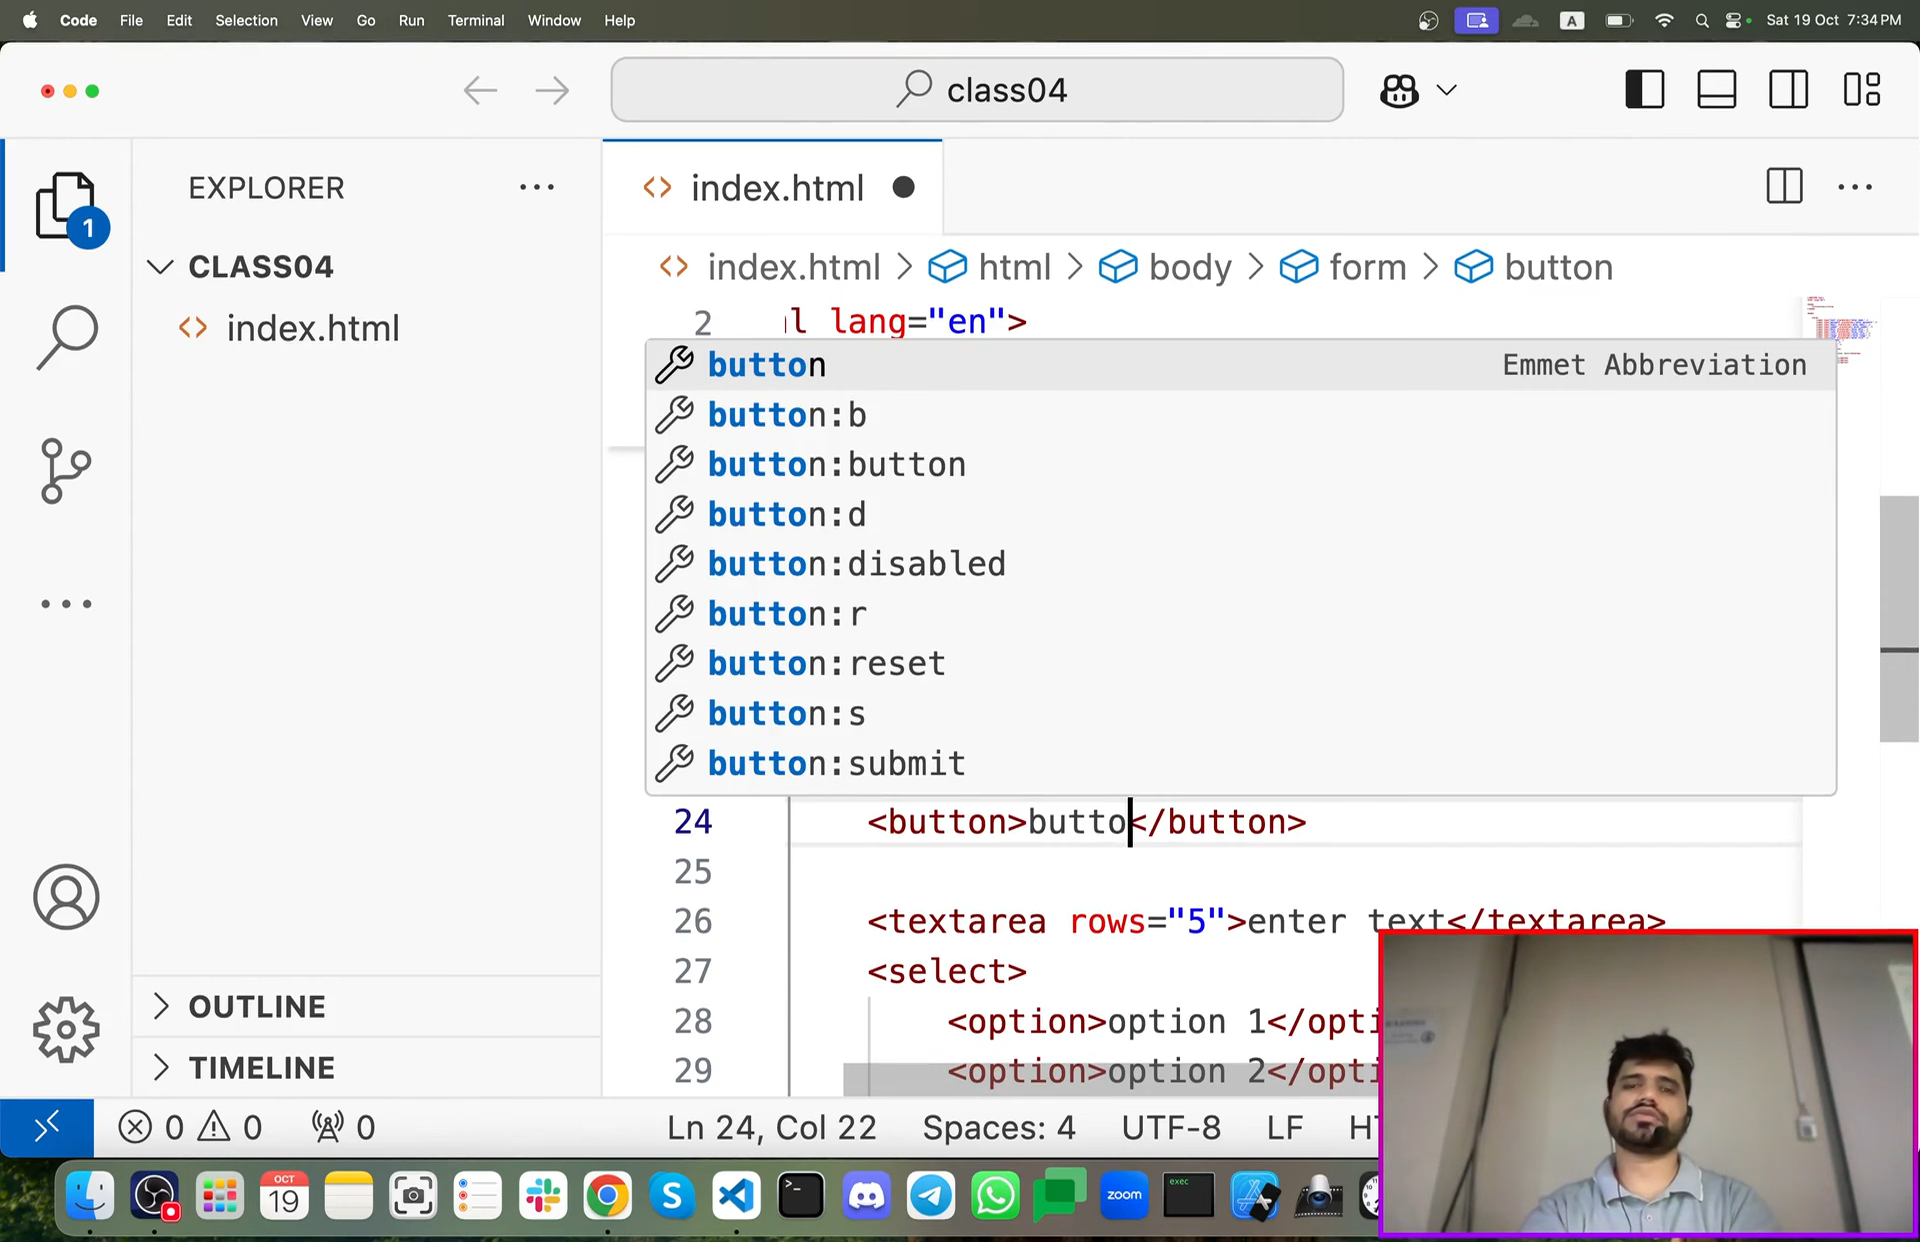 Code File Edit Selection View Go Run Terminal Window Help A Sat 19 Oct 7:34 PM
class04
EXPLORER
1
CLASS04
index.html
index.html
index.html > html > body > form > button
2 l lang="en">
button Emmet Abbreviation
button:b
button:button
button:d
button:disabled
button:r
button:reset
button:s
button:submit
24 <button>butto</button>
25
26 <textarea rows="5">enter text</textarea>
27 <select>
28 <option>option 1</opti
29 <option>option 2</opti
OUTLINE
TIMELINE
0 0 0 Ln 24, Col 22 Spaces: 4 UTF-8 LF HT
OCT
19
S
zoom
exec